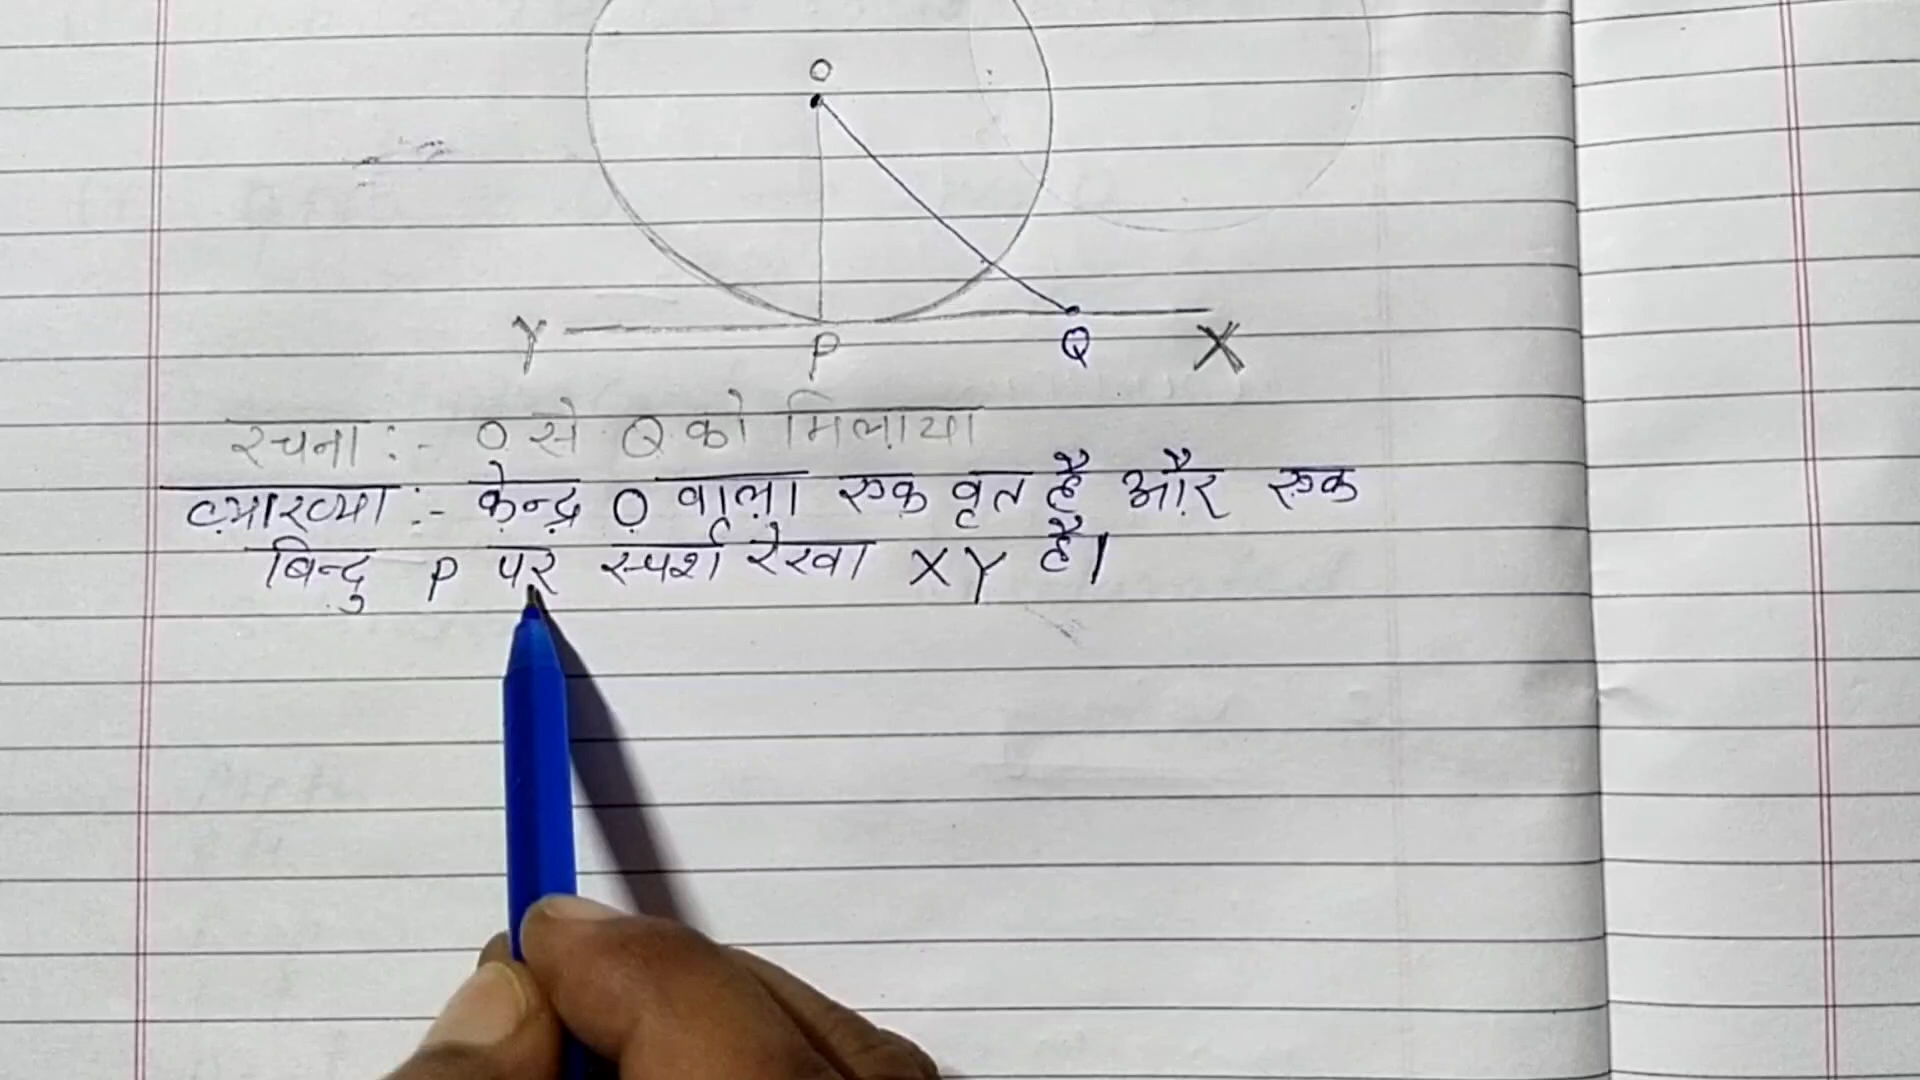 O
Y P Q X
रचना :- O से Q को मिलाया
व्याख्या :- केन्द्र O वाला एक वृत है और एक
बिन्दु P पर स्पर्श रेखा XY है।